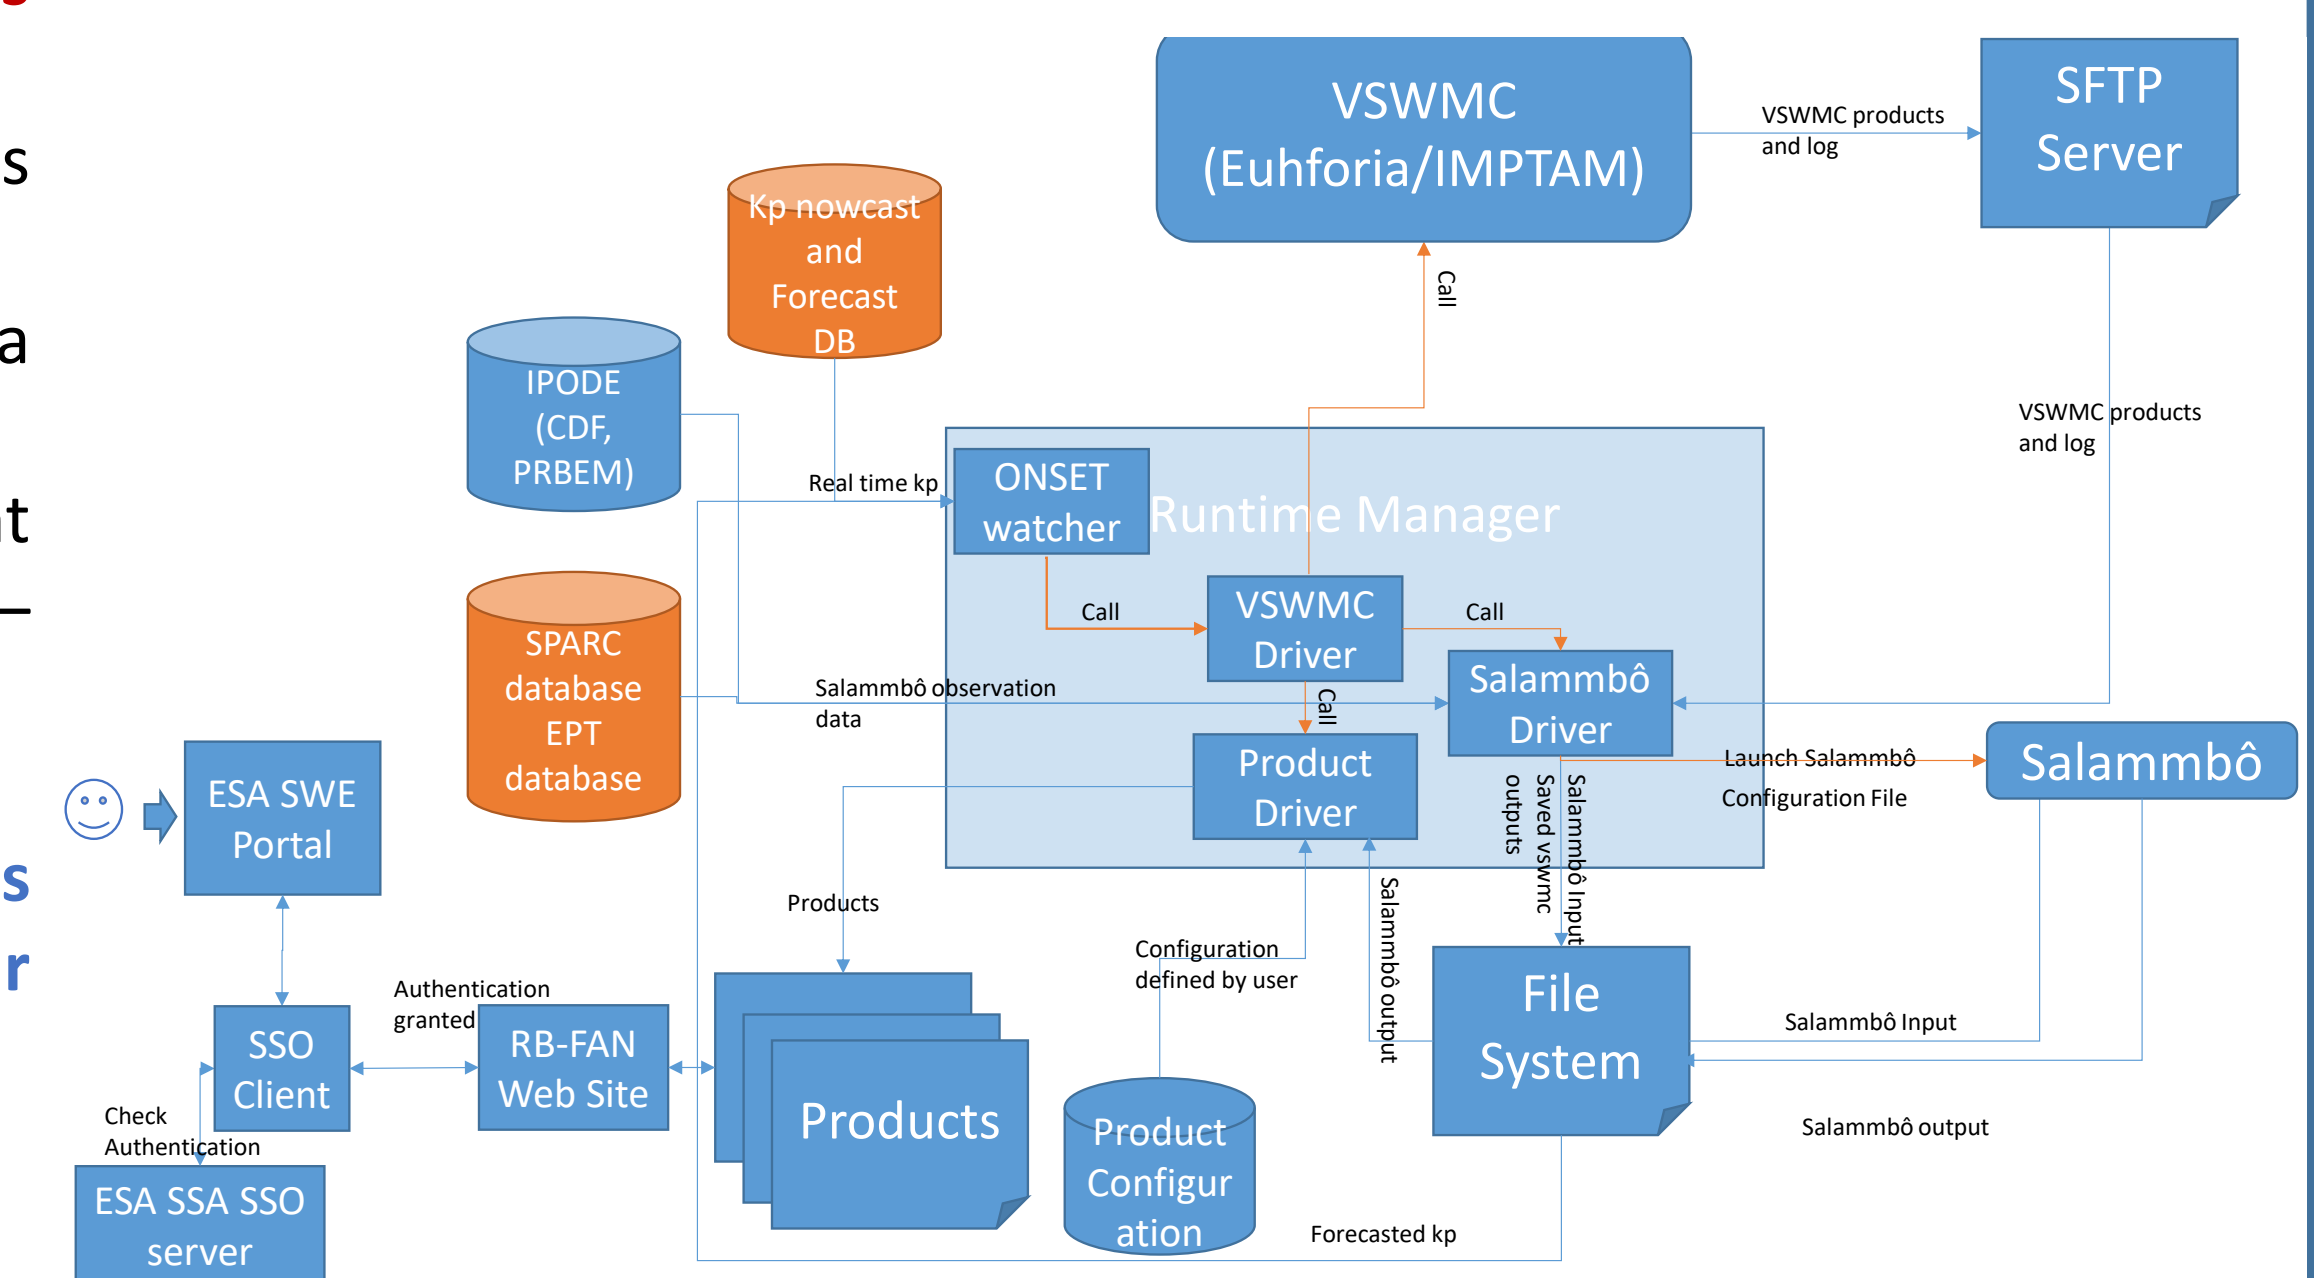 g
s
a
nt
–
s
r
VSWMC
(Euhforia/IMPTAM)
VSWMC products
and log
SFTP
Server
Kp nowcast
and
Forecast
DB
Call
IPODE
(CDF,
PRBEM)
VSWMC products
and log
Real time kp
ONSET
watcher
Runtime Manager
Call
VSWMC
Driver
Call
SPARC
database
EPT
database
Salammbô observation
data
Call
Salammbô
Driver
Product
Driver
Launch Salammbô
Configuration File
Salammbô
ESA SWE
Portal
Salammbô Input
Saved vswmc
outputs
Products
Salammbô output
Configuration
defined by user
File
System
Authentication
granted
SSO
Client
RB-FAN
Web Site
Salammbô Input
Products
Product
Configur
ation
Check
Authentication
Salammbô output
ESA SSA SSO
server
Forecasted kp